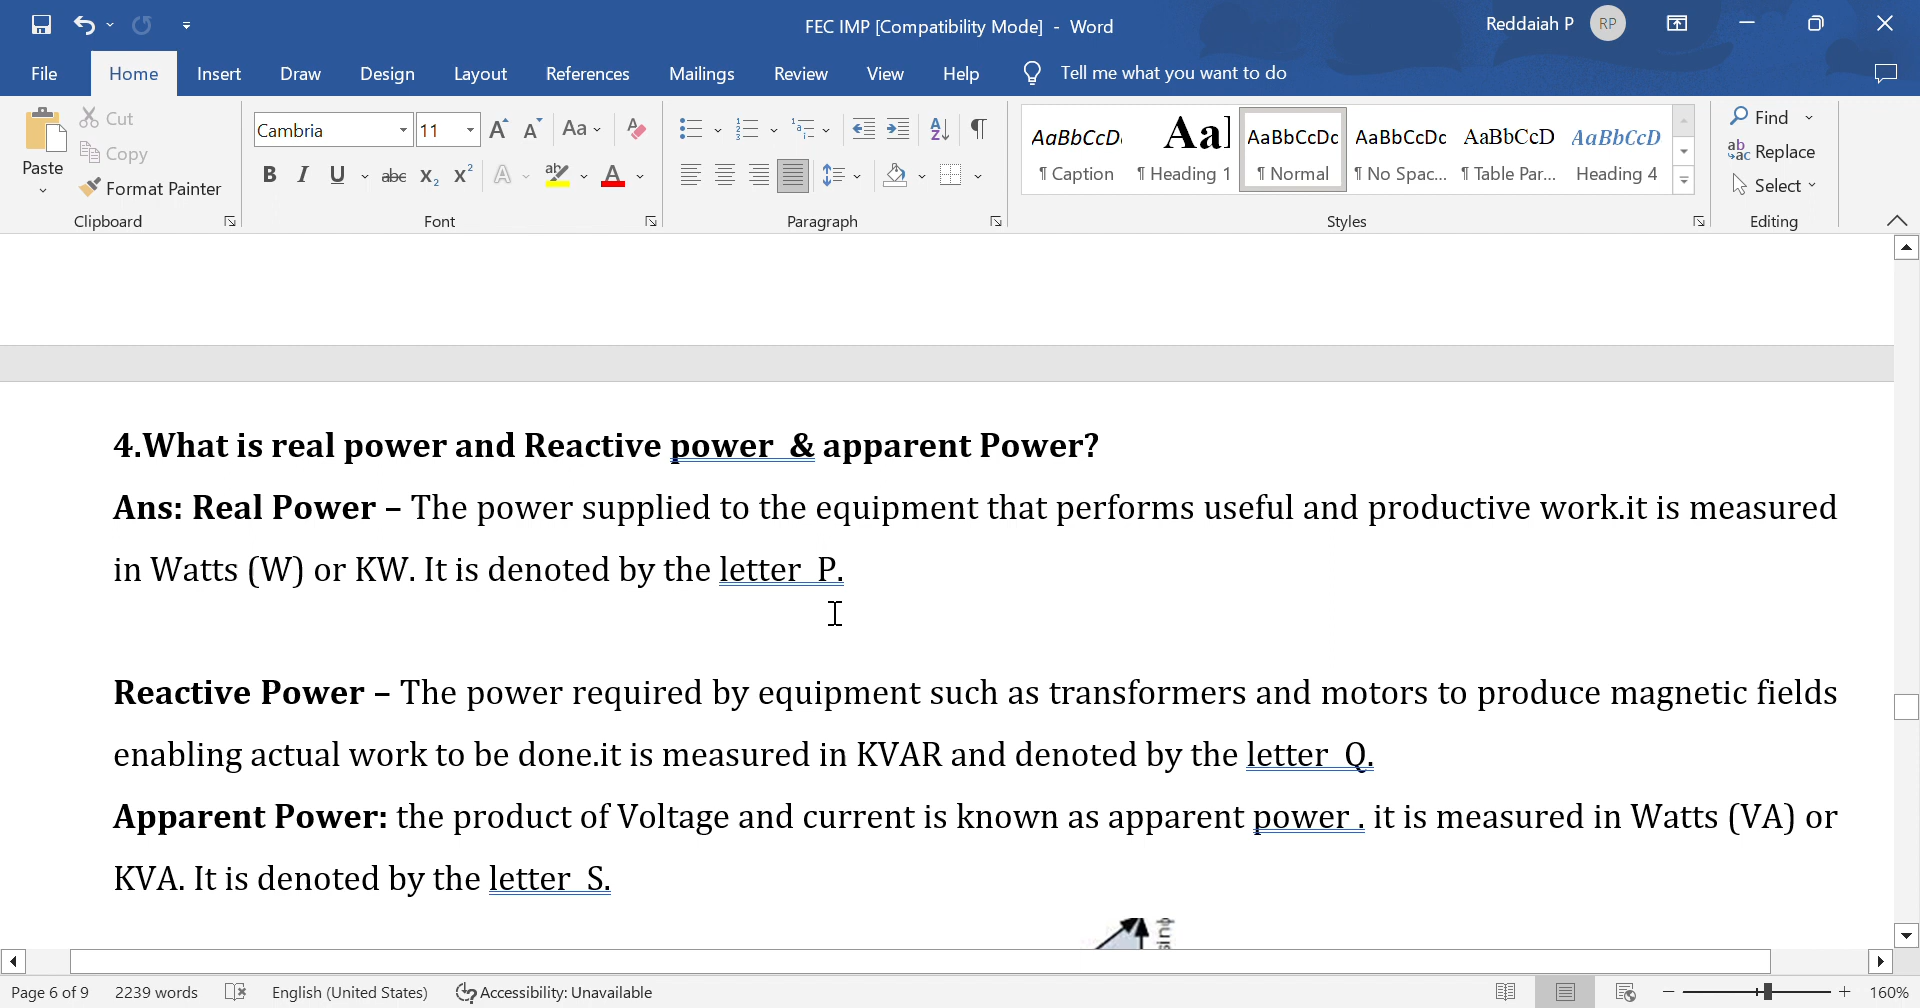 FEC IMP [Compatibility Mode] - Word
Reddaiah P RP
File Home Insert Draw Design Layout References Mailings Review View Help Tell me what you want to do
Paste
Cut
Copy
Format Painter
Clipboard
Cambria 11
Font
Paragraph
AaBbCcDc AaBbCcDc AaBbCcD AaBbCcD
¶ Caption ¶ Heading 1 ¶ Normal ¶ No Spac... ¶ Table Par... Heading 4
Styles
Find
Replace
Select
Editing
4.What is real power and Reactive power  & apparent Power?
Ans: Real Power – The power supplied to the equipment that performs useful and productive work.it is measured
in Watts (W) or KW. It is denoted by the letter  P.
Reactive Power – The power required by equipment such as transformers and motors to produce magnetic fields
enabling actual work to be done.it is measured in KVAR and denoted by the letter  Q.
Apparent Power: the product of Voltage and current is known as apparent power . it is measured in Watts (VA) or
KVA. It is denoted by the letter  S.
Page 6 of 9 2239 words English (United States) Accessibility: Unavailable 160%